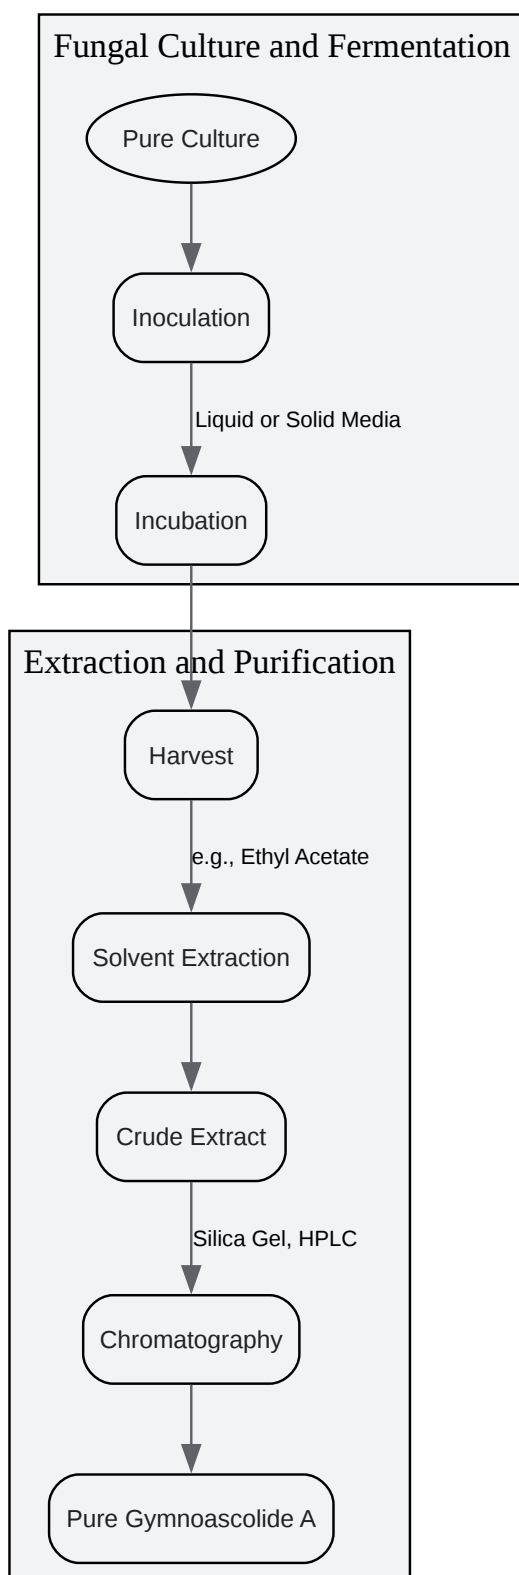 Fungal Culture and Fermentation
Pure Culture
Inoculation
Liquid or Solid Media
Incubation
Extraction and Purification
Harvest
e.g., Ethyl Acetate
Solvent Extraction
Crude Extract
Silica Gel, HPLC
Chromatography
Pure Gymnoascolide A